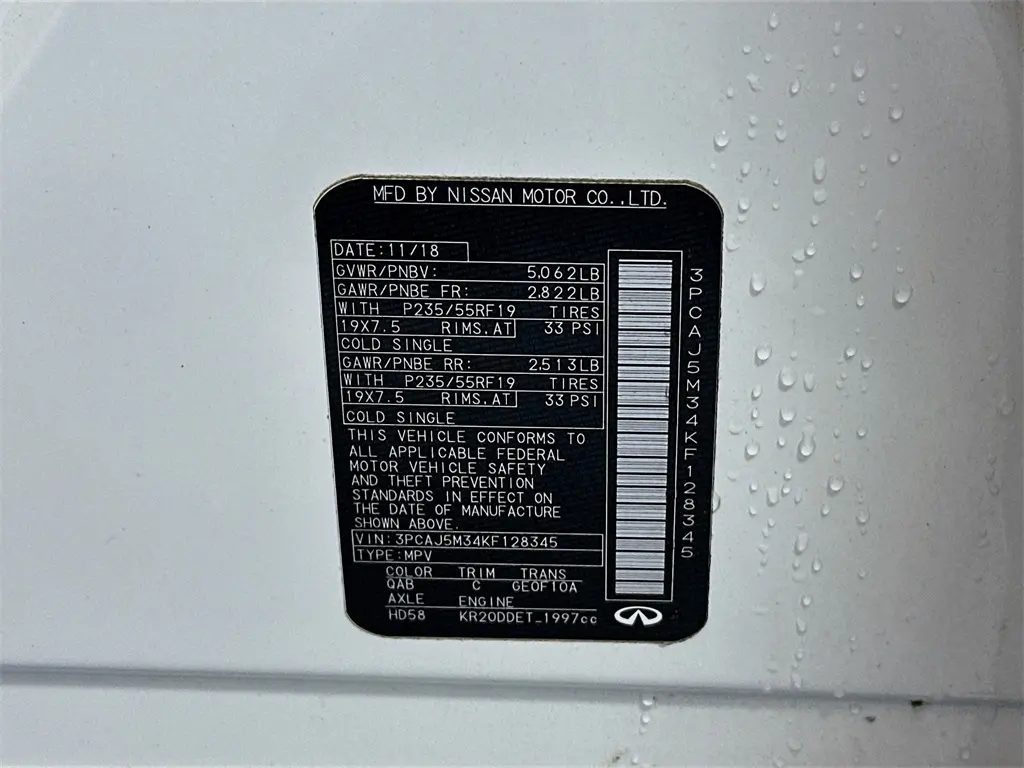 MFD BY NISSAN MOTOR CO.,LTD.
DATE:11/18
GVWR/PNBV: 5.062LB
GAWR/PNBE FR: 2.822LB
WITH P235/55RF19 TIRES
19X7.5 RIMS.AT 33 PSI
COLD SINGLE
GAWR/PNBE RR: 2.513LB
WITH P235/55RF19 TIRES
19X7.5 RIMS.AT 33 PSI
COLD SINGLE
THIS VEHICLE CONFORMS TO
ALL APPLICABLE FEDERAL
MOTOR VEHICLE SAFETY
AND THEFT PREVENTION
STANDARDS IN EFFECT ON
THE DATE OF MANUFACTURE
SHOWN ABOVE.
VIN:3PCAJ5M34KF128345
TYPE:MPV
COLOR TRIM TRANS
QAB C GEOF10A
AXLE ENGINE
HD58 KR20DDET_1997cc
3PCAJ5M34KF128345